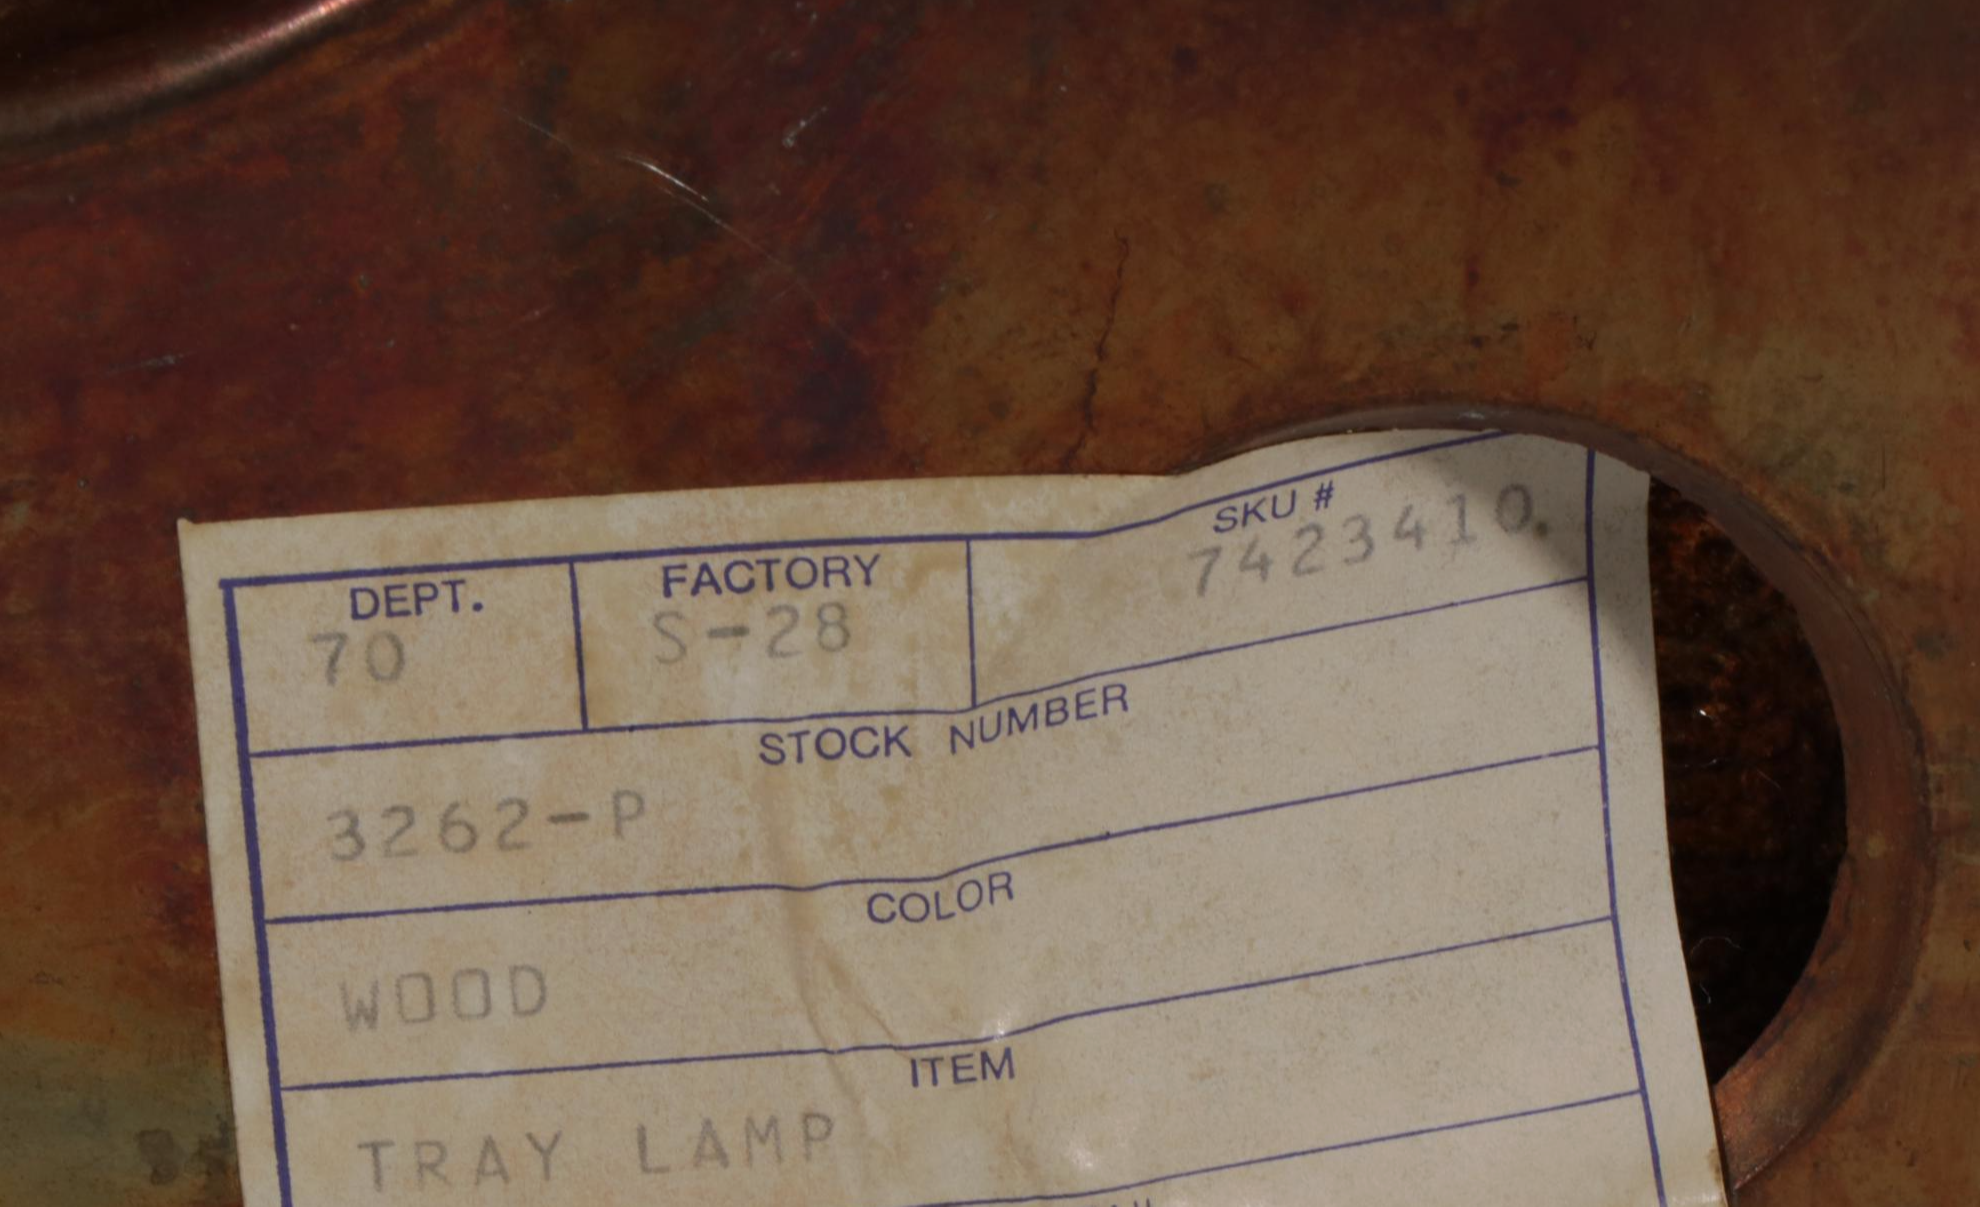 DEPT. FACTORY SKU #
70 S-28 7423410.
STOCK NUMBER
3262-P
COLOR
WOOD
ITEM
TRAY LAMP